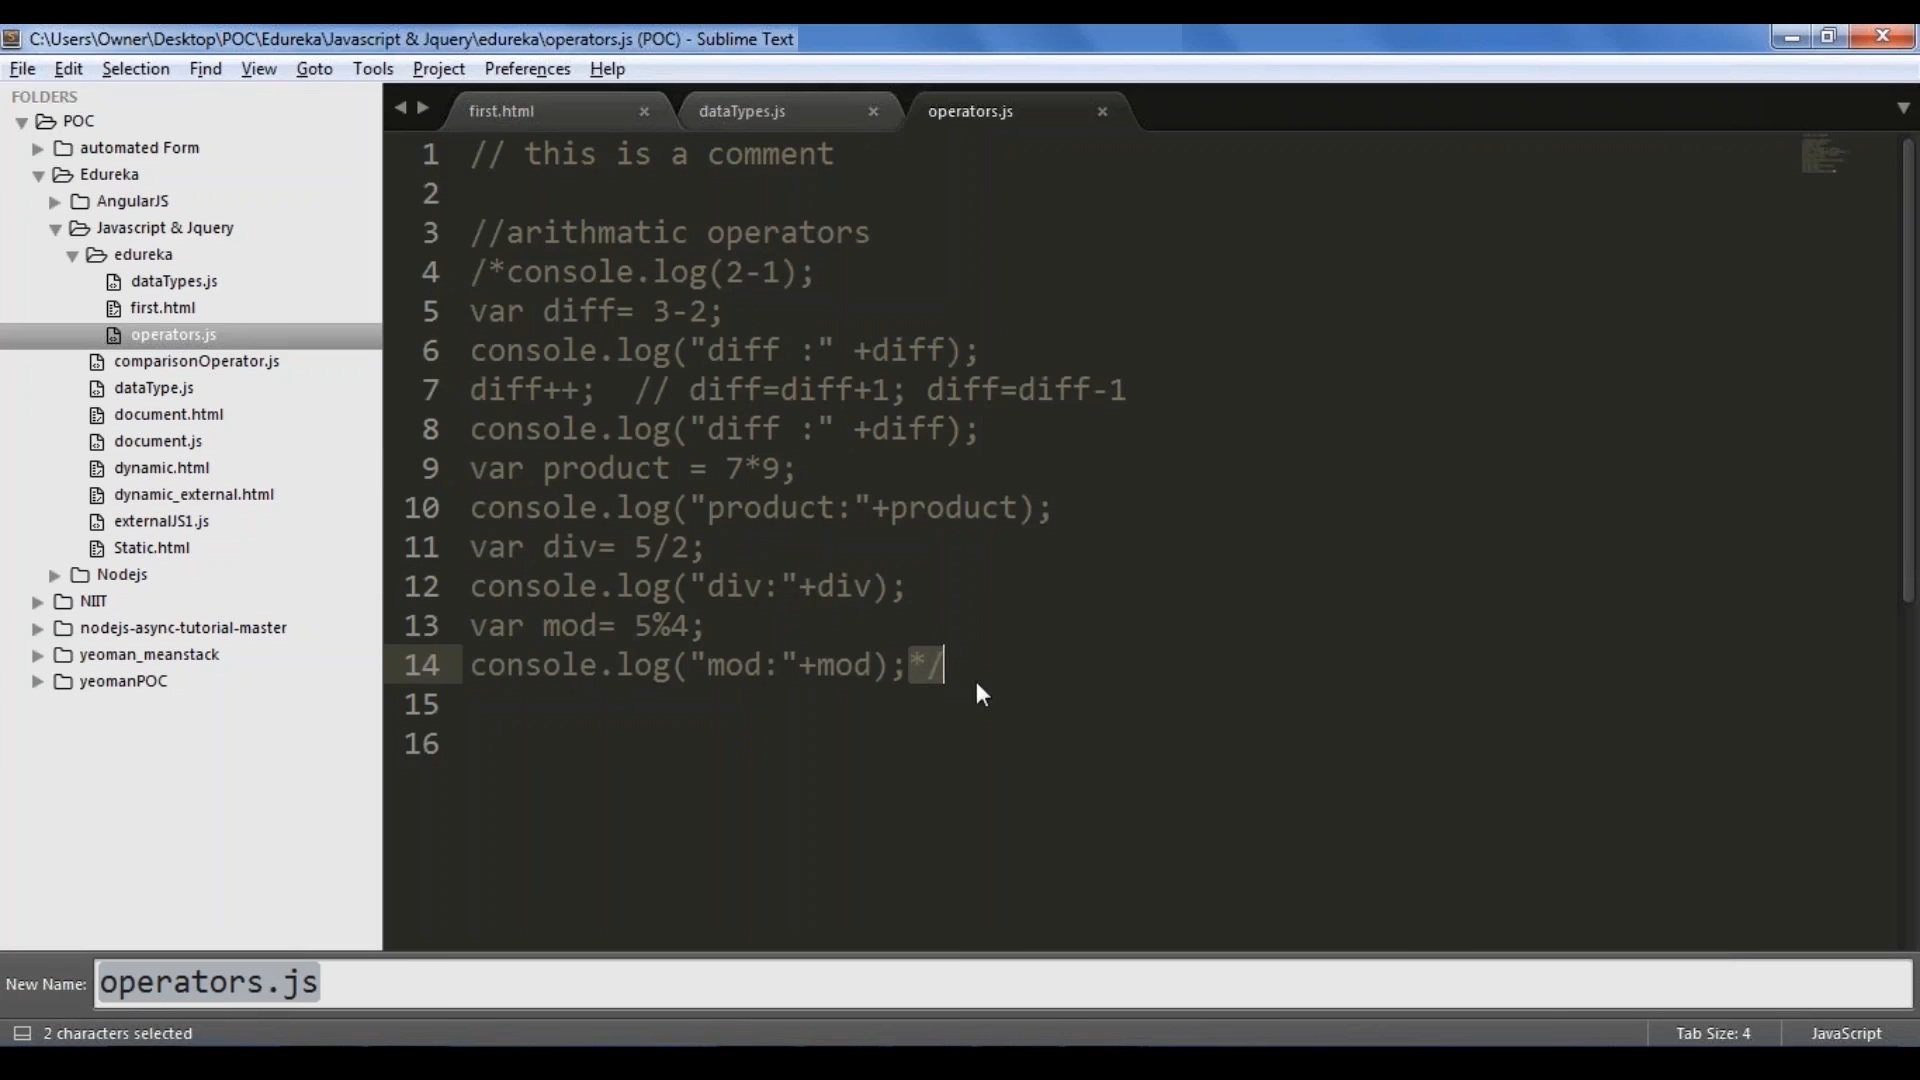 C:\Users\Owner\Desktop\POC\Edureka\Javascript & Jquery\edureka\operators.js (POC) - Sublime Text
File Edit Selection Find View Goto Tools Project Preferences Help
FOLDERS
POC
automated Form
Edureka
AngularJS
Javascript & Jquery
edureka
dataTypes.js
first.html
operators.js
comparisonOperator.js
dataType.js
document.html
document.js
dynamic.html
dynamic_external.html
externalJS1.js
Static.html
Nodejs
NIIT
nodejs-async-tutorial-master
yeoman_meanstack
yeomanPOC
first.html dataTypes.js operators.js
1 // this is a comment
2
3 //arithmatic operators
4 /*console.log(2-1);
5 var diff= 3-2;
6 console.log("diff :" +diff);
7 diff++;  // diff=diff+1; diff=diff-1
8 console.log("diff :" +diff);
9 var product = 7*9;
10 console.log("product:"+product);
11 var div= 5/2;
12 console.log("div:"+div);
13 var mod= 5%4;
14 console.log("mod:"+mod);*/
15
16
New Name: operators.js
2 characters selected Tab Size: 4 JavaScript